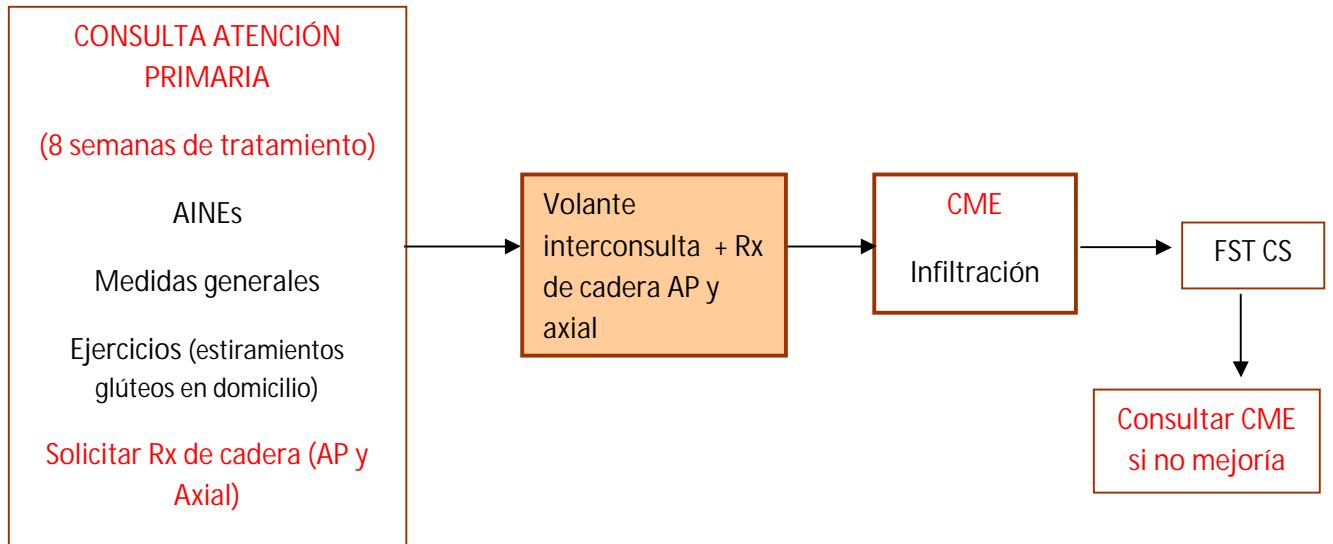 CONSULTA ATENCIÓN
PRIMARIA
(8 semanas de tratamiento)
AINEs
Medidas generales
Ejercicios (estiramientos
glúteos en domicilio)
Solicitar Rx de cadera (AP y
Axial)
Volante
interconsulta + Rx
de cadera AP y
axial
CME
Infiltración
FST CS
Consultar CME
si no mejoría